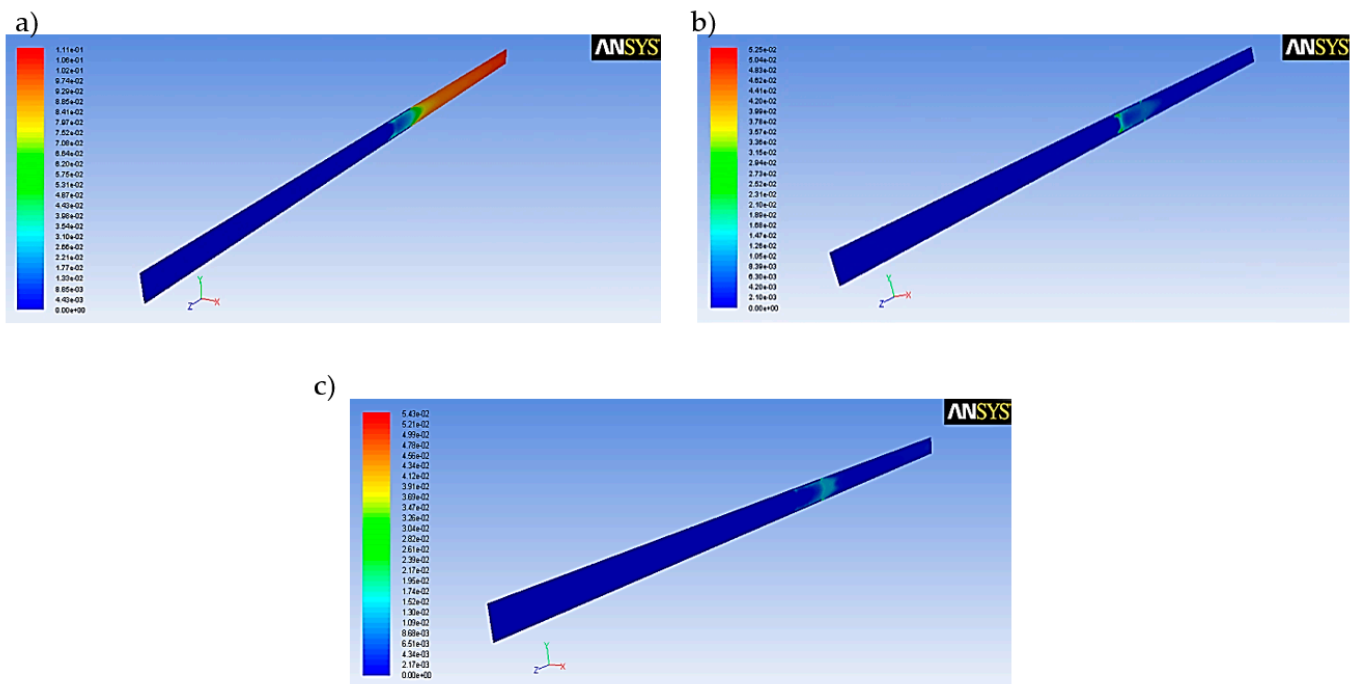 a)
ANSYS
1.11e-01
1.06e-01
1.02e-01
9.74e-02
9.29e-02
8.85e-02
8.41e-02
7.97e-02
7.52e-02
7.08e-02
6.64e-02
6.20e-02
5.75e-02
5.31e-02
4.87e-02
4.43e-02
3.98e-02
3.54e-02
3.10e-02
2.66e-02
2.21e-02
1.77e-02
1.33e-02
8.85e-03
4.43e-03
0.00e+00
Y
Z
X
b)
ANSYS
5.25e-02
5.04e-02
4.83e-02
4.62e-02
4.41e-02
4.20e-02
3.99e-02
3.78e-02
3.57e-02
3.36e-02
3.15e-02
2.94e-02
2.73e-02
2.52e-02
2.31e-02
2.10e-02
1.89e-02
1.68e-02
1.47e-02
1.26e-02
1.05e-02
8.39e-03
6.30e-03
4.20e-03
2.10e-03
0.00e+00
Y
Z
X
c)
ANSYS
5.43e-02
5.21e-02
4.99e-02
4.78e-02
4.56e-02
4.34e-02
4.12e-02
3.91e-02
3.69e-02
3.47e-02
3.26e-02
3.04e-02
2.82e-02
2.61e-02
2.39e-02
2.17e-02
1.95e-02
1.74e-02
1.52e-02
1.30e-02
1.09e-02
8.68e-03
6.51e-03
4.34e-03
2.17e-03
0.00e+00
Y
Z
X